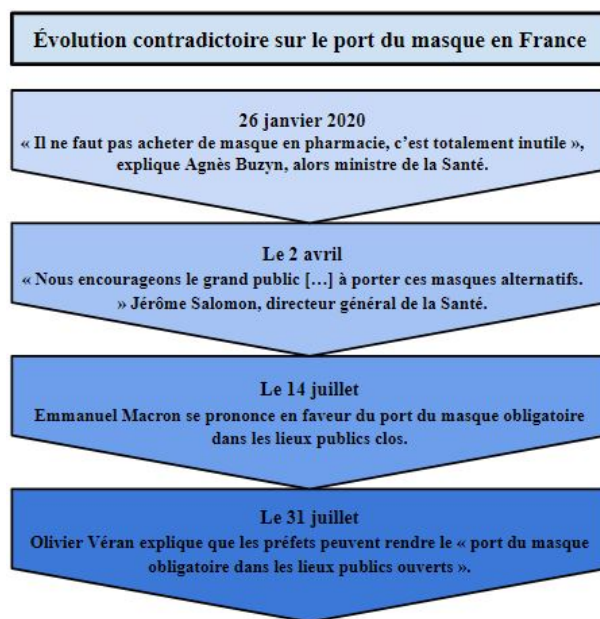 Évolution contradictoire sur le port du masque en France
26 janvier 2020
« Il ne faut pas acheter de masque en pharmacie, c’est totalement inutile »,
explique Agnès Buzyn, alors ministre de la Santé.
Le 2 avril
« Nous encourageons le grand public […] à porter ces masques alternatifs.
» Jérôme Salomon, directeur général de la Santé.
Le 14 juillet
Emmanuel Macron se prononce en faveur du port du masque obligatoire
dans les lieux publics clos.
Le 31 juillet
Olivier Véran explique que les préfets peuvent rendre le « port du masque
obligatoire dans les lieux publics ouverts ».